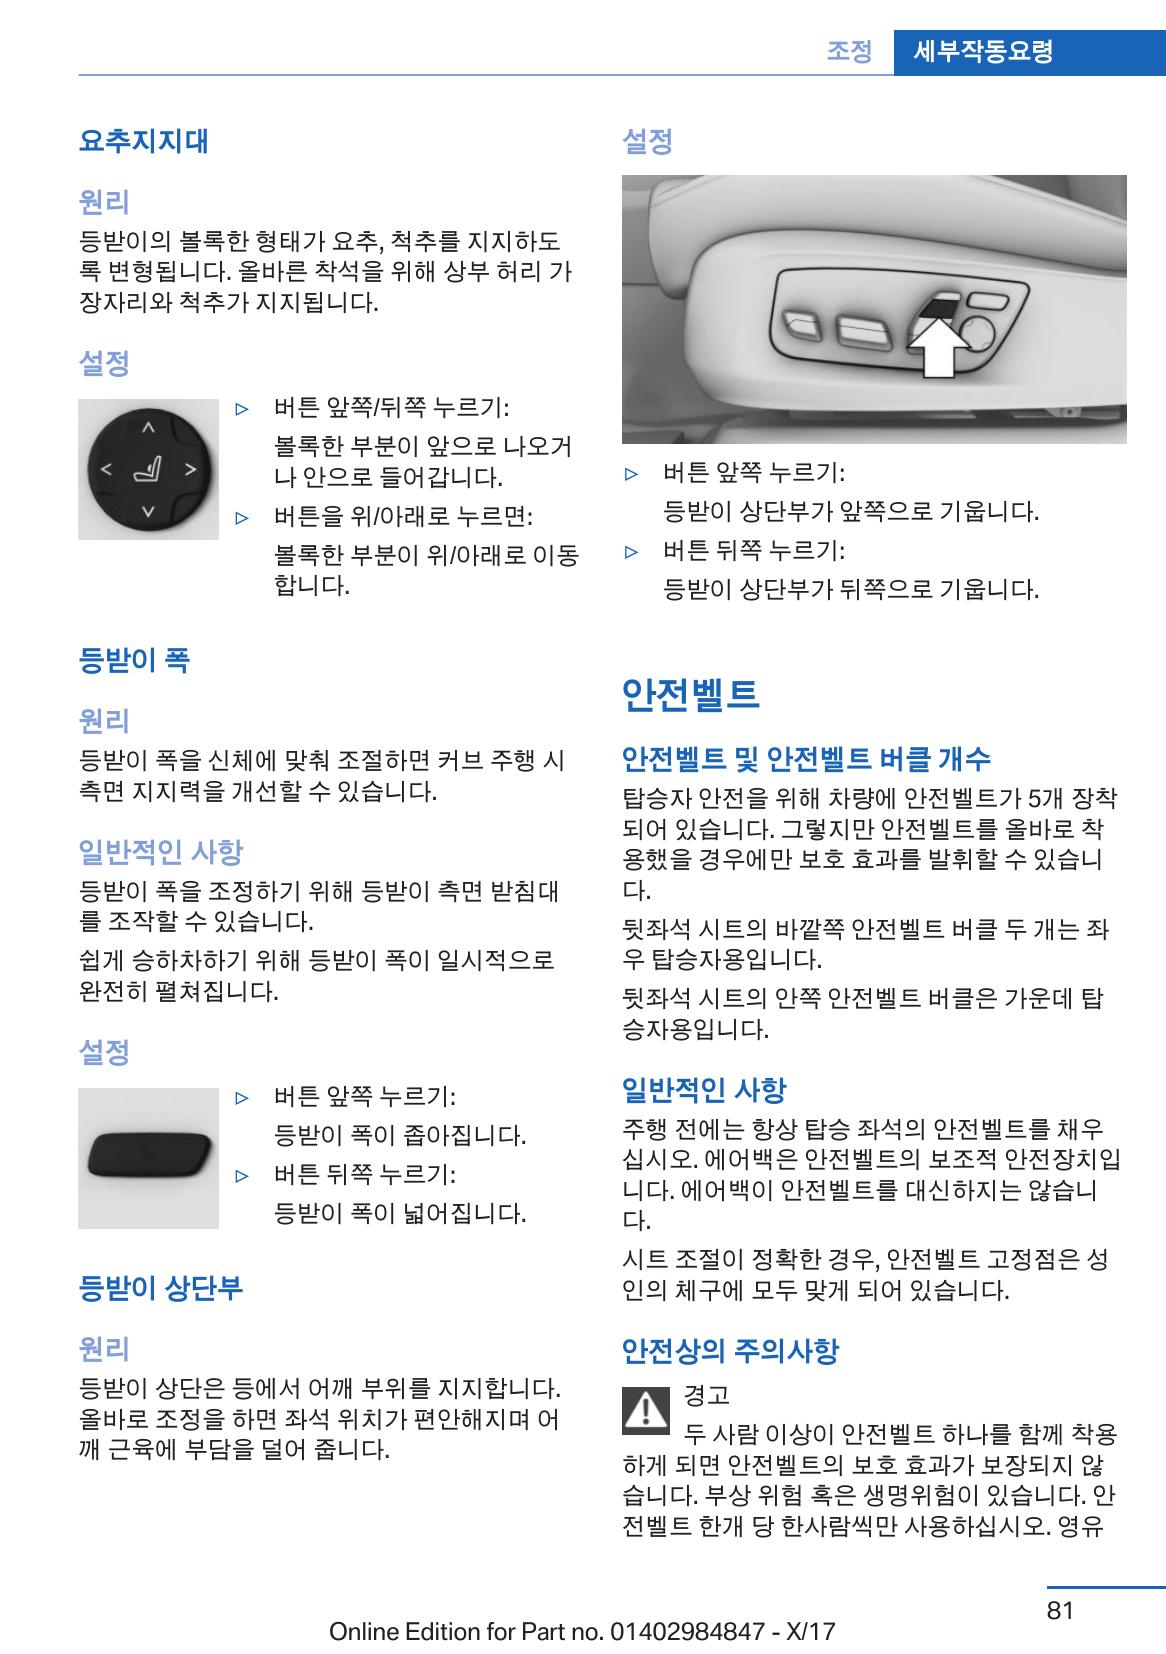 조정
세부작동요령
요추지지대
원리
등받이의 볼록한 형태가 요추, 척추를 지지하도
록 변형됩니다. 올바른 착석을 위해 상부 허리 가
장자리와 척추가 지지됩니다.
설정
▷ 버튼 앞쪽/뒤쪽 누르기:
볼록한 부분이 앞으로 나오거
나 안으로 들어갑니다.
▷ 버튼을 위/아래로 누르면:
볼록한 부분이 위/아래로 이동
합니다.
등받이 폭
원리
등받이 폭을 신체에 맞춰 조절하면 커브 주행 시
측면 지지력을 개선할 수 있습니다.
일반적인 사항
등받이 폭을 조정하기 위해 등받이 측면 받침대
를 조작할 수 있습니다.
쉽게 승하차하기 위해 등받이 폭이 일시적으로
완전히 펼쳐집니다.
설정
▷ 버튼 앞쪽 누르기:
등받이 폭이 좁아집니다.
▷ 버튼 뒤쪽 누르기:
등받이 폭이 넓어집니다.
등받이 상단부
원리
등받이 상단은 등에서 어깨 부위를 지지합니다.
올바로 조정을 하면 좌석 위치가 편안해지며 어
깨 근육에 부담을 덜어 줍니다.
설정
▷ 버튼 앞쪽 누르기:
등받이 상단부가 앞쪽으로 기웁니다.
▷ 버튼 뒤쪽 누르기:
등받이 상단부가 뒤쪽으로 기웁니다.
안전벨트
안전벨트 및 안전벨트 버클 개수
탑승자 안전을 위해 차량에 안전벨트가 5개 장착
되어 있습니다. 그렇지만 안전벨트를 올바로 착
용했을 경우에만 보호 효과를 발휘할 수 있습니
다.
뒷좌석 시트의 바깥쪽 안전벨트 버클 두 개는 좌
우 탑승자용입니다.
뒷좌석 시트의 안쪽 안전벨트 버클은 가운데 탑
승자용입니다.
일반적인 사항
주행 전에는 항상 탑승 좌석의 안전벨트를 채우
십시오. 에어백은 안전벨트의 보조적 안전장치입
니다. 에어백이 안전벨트를 대신하지는 않습니
다.
시트 조절이 정확한 경우, 안전벨트 고정점은 성
인의 체구에 모두 맞게 되어 있습니다.
안전상의 주의사항
경고
두 사람 이상이 안전벨트 하나를 함께 착용
하게 되면 안전벨트의 보호 효과가 보장되지 않
습니다. 부상 위험 혹은 생명위험이 있습니다. 안
전벨트 한개 당 한사람씩만 사용하십시오. 영유
81
Online Edition for Part no. 01402984847 - X/17